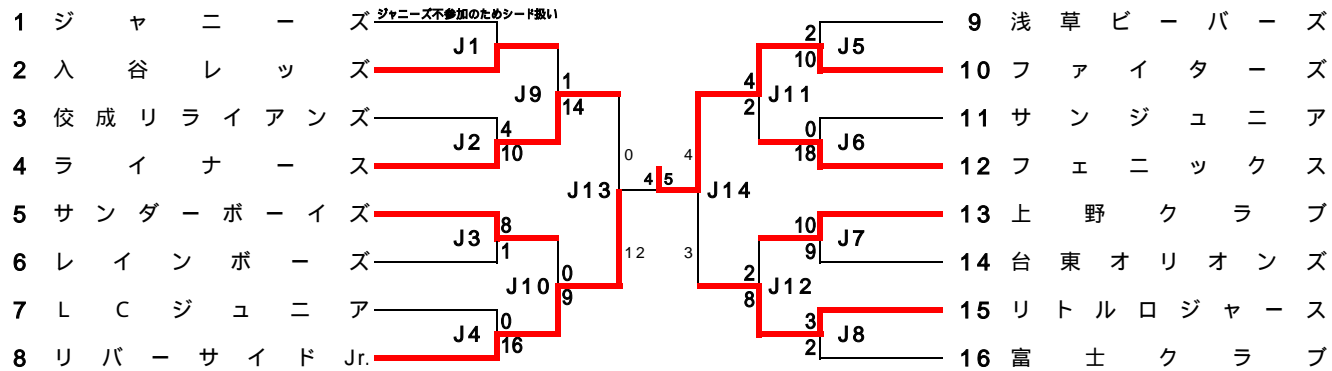 1 ジャニーズ
ジャニーズ不参加のためシード扱い
J1
2 入谷レッズ
J9
1
14
3 佼成リライアンズ
J2
4
10
4 ライナース
J13
0
12
5 サンダーボーイズ
J3
8
1
6 レインボーズ
J10
0
9
7 LCジュニア
J4
0
16
8 リバーサイドJr.
4 5
9 浅草ビーバーズ
2
10
J5
10 ファイターズ
4
2
J11
11 サンジュニア
0
18
J6
12 フェニックス
4
3
J14
13 上野クラブ
10
9
J7
14 台東オリオンズ
2
8
J12
15 リトルロジャース
3
2
J8
16 富士クラブ